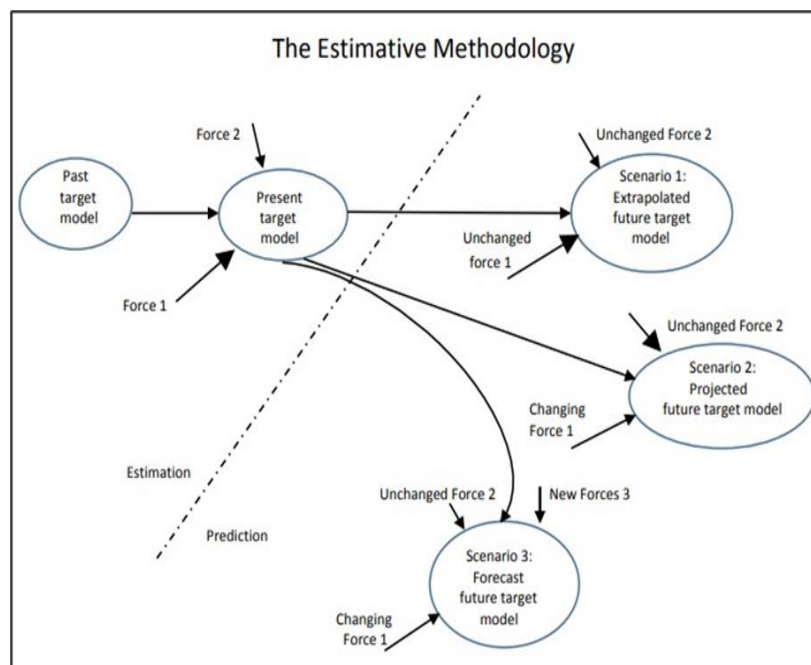 The Estimative Methodology
Force 2
Past
target
model
Present
target
model
Force 1
Unchanged Force 2
Scenario 1:
Extrapolated
future target
model
Unchanged
force 1
Unchanged Force 2
Scenario 2:
Projected
future target model
Changing
Force 1
Estimation
Prediction
Unchanged Force 2
New Forces 3
Scenario 3:
Forecast
future target
model
Changing
Force 1